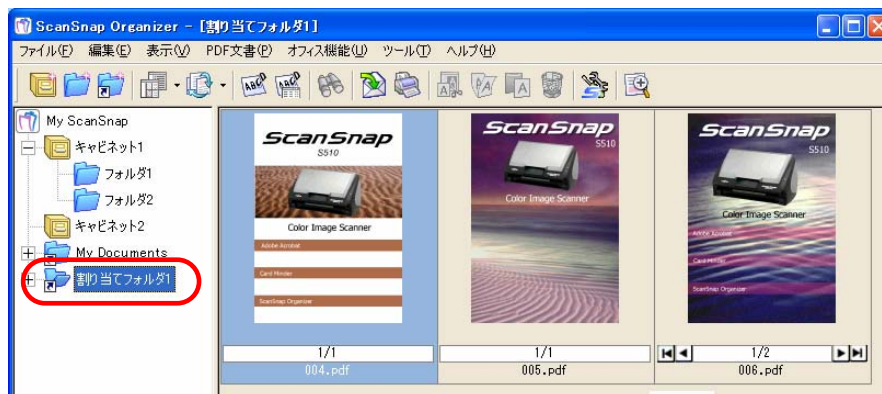 ScanSnap Organizer - [割り当てフォルダ1]
ファイル(F) 編集(E) 表示(V) PDF文書(P) オフィス機能(U) ツール(T) ヘルプ(H)
My ScanSnap
キャビネット1
フォルダ1
フォルダ2
キャビネット2
My Documents
割り当てフォルダ1
ScanSnap
S510
Color Image Scanner
Adobe Acrobat
Card Minder
ScanSnap Organizer
1/1
004.pdf
ScanSnap
S510
Color Image Scanner
1/1
005.pdf
ScanSnap
S510
Color Image Scanner
Adobe Acrobat
Card Minder
ScanSnap Organizer
1/2
006.pdf